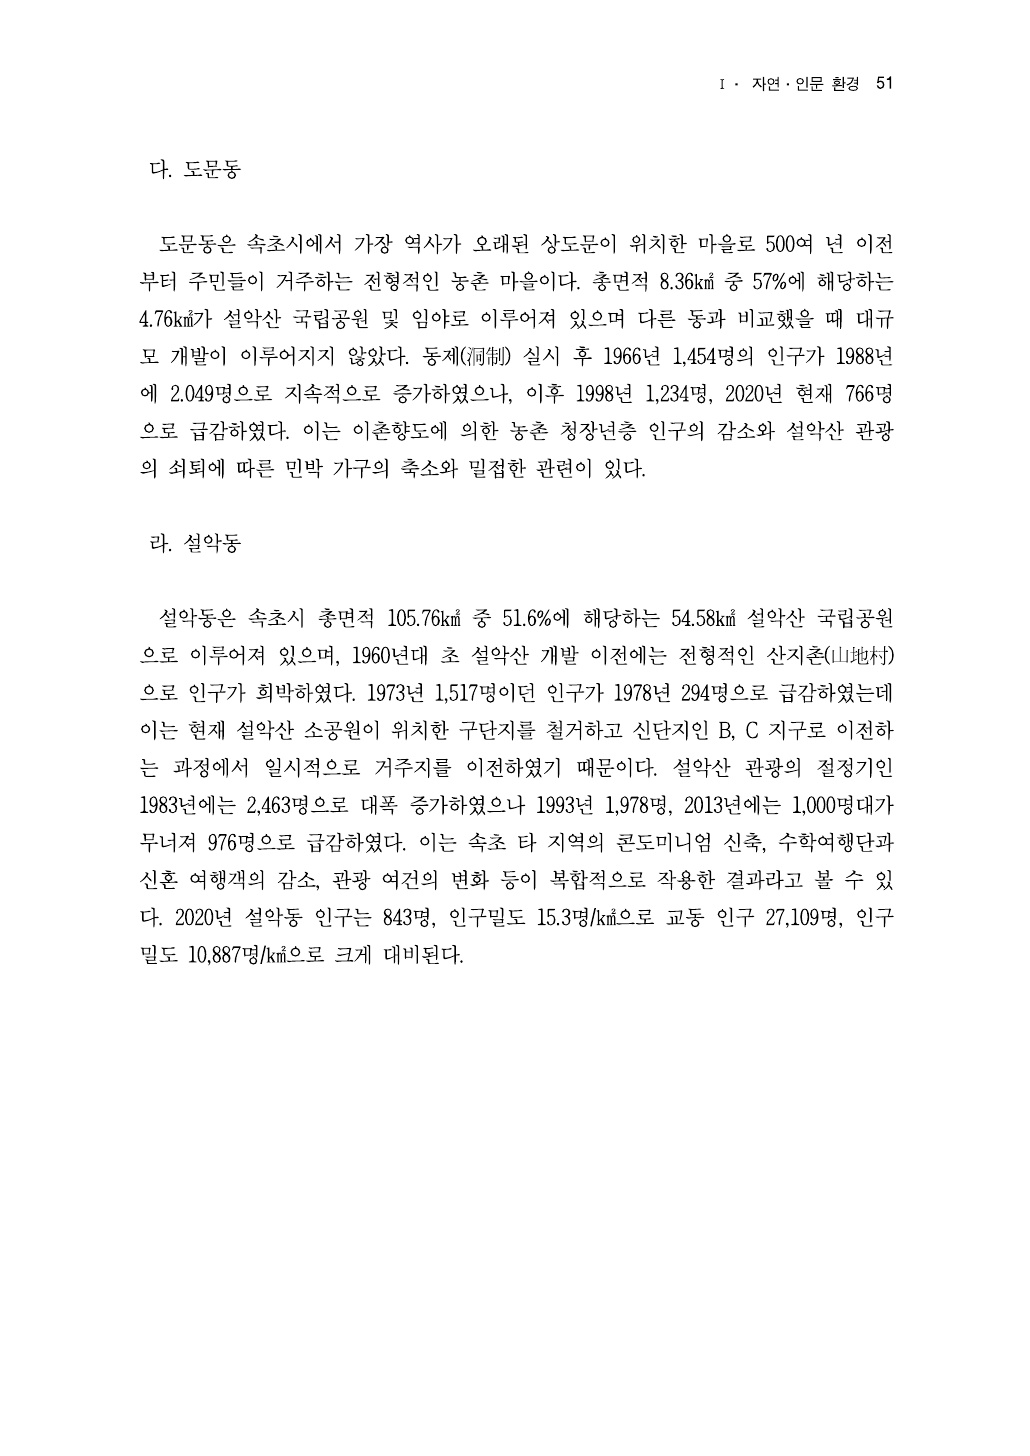 I · 자연·인문 환경 51
다. 도문동
도문동은 속초시에서 가장 역사가 오래된 상도문이 위치한 마을로 500여 년 이전
부터 주민들이 거주하는 전형적인 농촌 마을이다. 총면적 8.36㎢ 중 57%에 해당하는
4.76㎢가 설악산 국립공원 및 임야로 이루어져 있으며 다른 동과 비교했을 때 대규
모 개발이 이루어지지 않았다. 동제(洞制) 실시 후 1966년 1,454명의 인구가 1988년
에 2.049명으로 지속적으로 증가하였으나, 이후 1998년 1,234명, 2020년 현재 766명
으로 급감하였다. 이는 이촌향도에 의한 농촌 청장년층 인구의 감소와 설악산 관광
의 쇠퇴에 따른 민박 가구의 축소와 밀접한 관련이 있다.
라. 설악동
설악동은 속초시 총면적 105.76㎢ 중 51.6%에 해당하는 54.58㎢ 설악산 국립공원
으로 이루어져 있으며, 1960년대 초 설악산 개발 이전에는 전형적인 산지촌(山地村)
으로 인구가 희박하였다. 1973년 1,517명이던 인구가 1978년 294명으로 급감하였는데
이는 현재 설악산 소공원이 위치한 구단지를 철거하고 신단지인 B, C 지구로 이전하
는 과정에서 일시적으로 거주지를 이전하였기 때문이다. 설악산 관광의 절정기인
1983년에는 2,463명으로 대폭 증가하였으나 1993년 1,978명, 2013년에는 1,000명대가
무너져 976명으로 급감하였다. 이는 속초 타 지역의 콘도미니엄 신축, 수학여행단과
신혼 여행객의 감소, 관광 여건의 변화 등이 복합적으로 작용한 결과라고 볼 수 있
다. 2020년 설악동 인구는 843명, 인구밀도 15.3명/㎢으로 교동 인구 27,109명, 인구
밀도 10,887명/㎢으로 크게 대비된다.